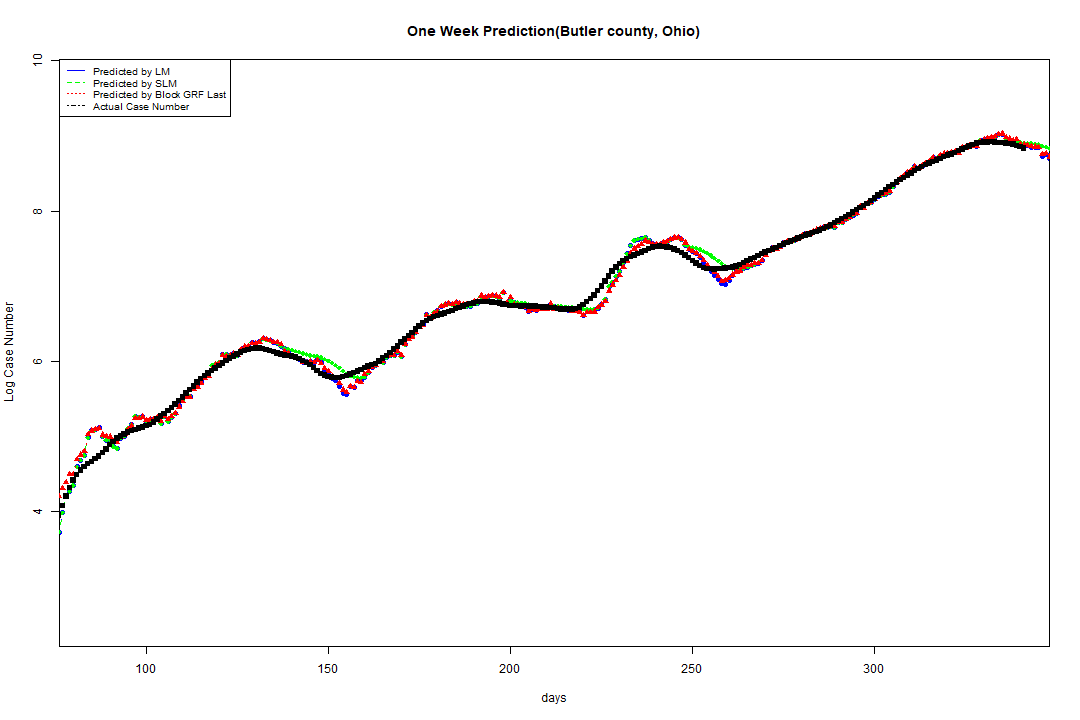 One Week Prediction(Butler county, Ohio)
Predicted by LM
Predicted by SLM
Predicted by Block GRF Last
Actual Case Number
10
8
6
4
Log Case Number
100 150 200 250 300
days